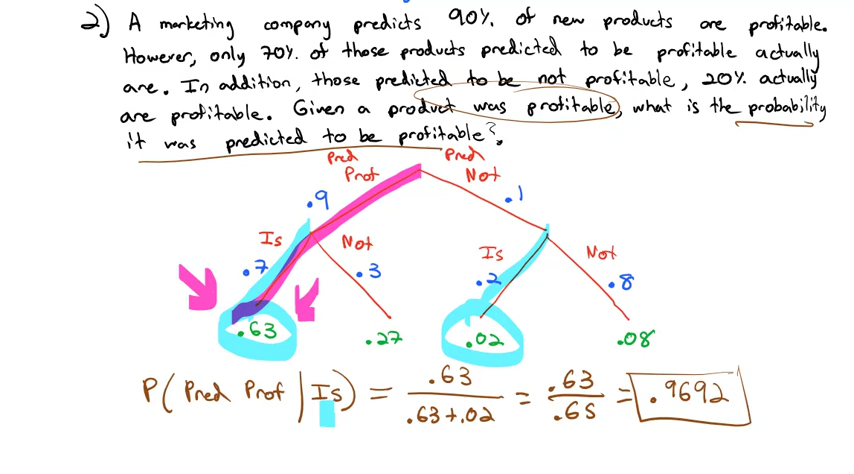 2) A marketing company predicts 90% of new products are profitable.
However, only 70% of those products predicted to be profitable actually
are. In addition, those predicted to be not profitable, 20% actually
are profitable. Given a product was profitable, what is the probability
it was predicted to be profitable?
Pred Prof
Pred Not
.9
.1
Is
Not
Is
Not
.7
.3
.2
.8
.63
.27
.02
.08
P(Pred Prof | Is) = .63 / .63+.02 = .63 / .65 = .9692